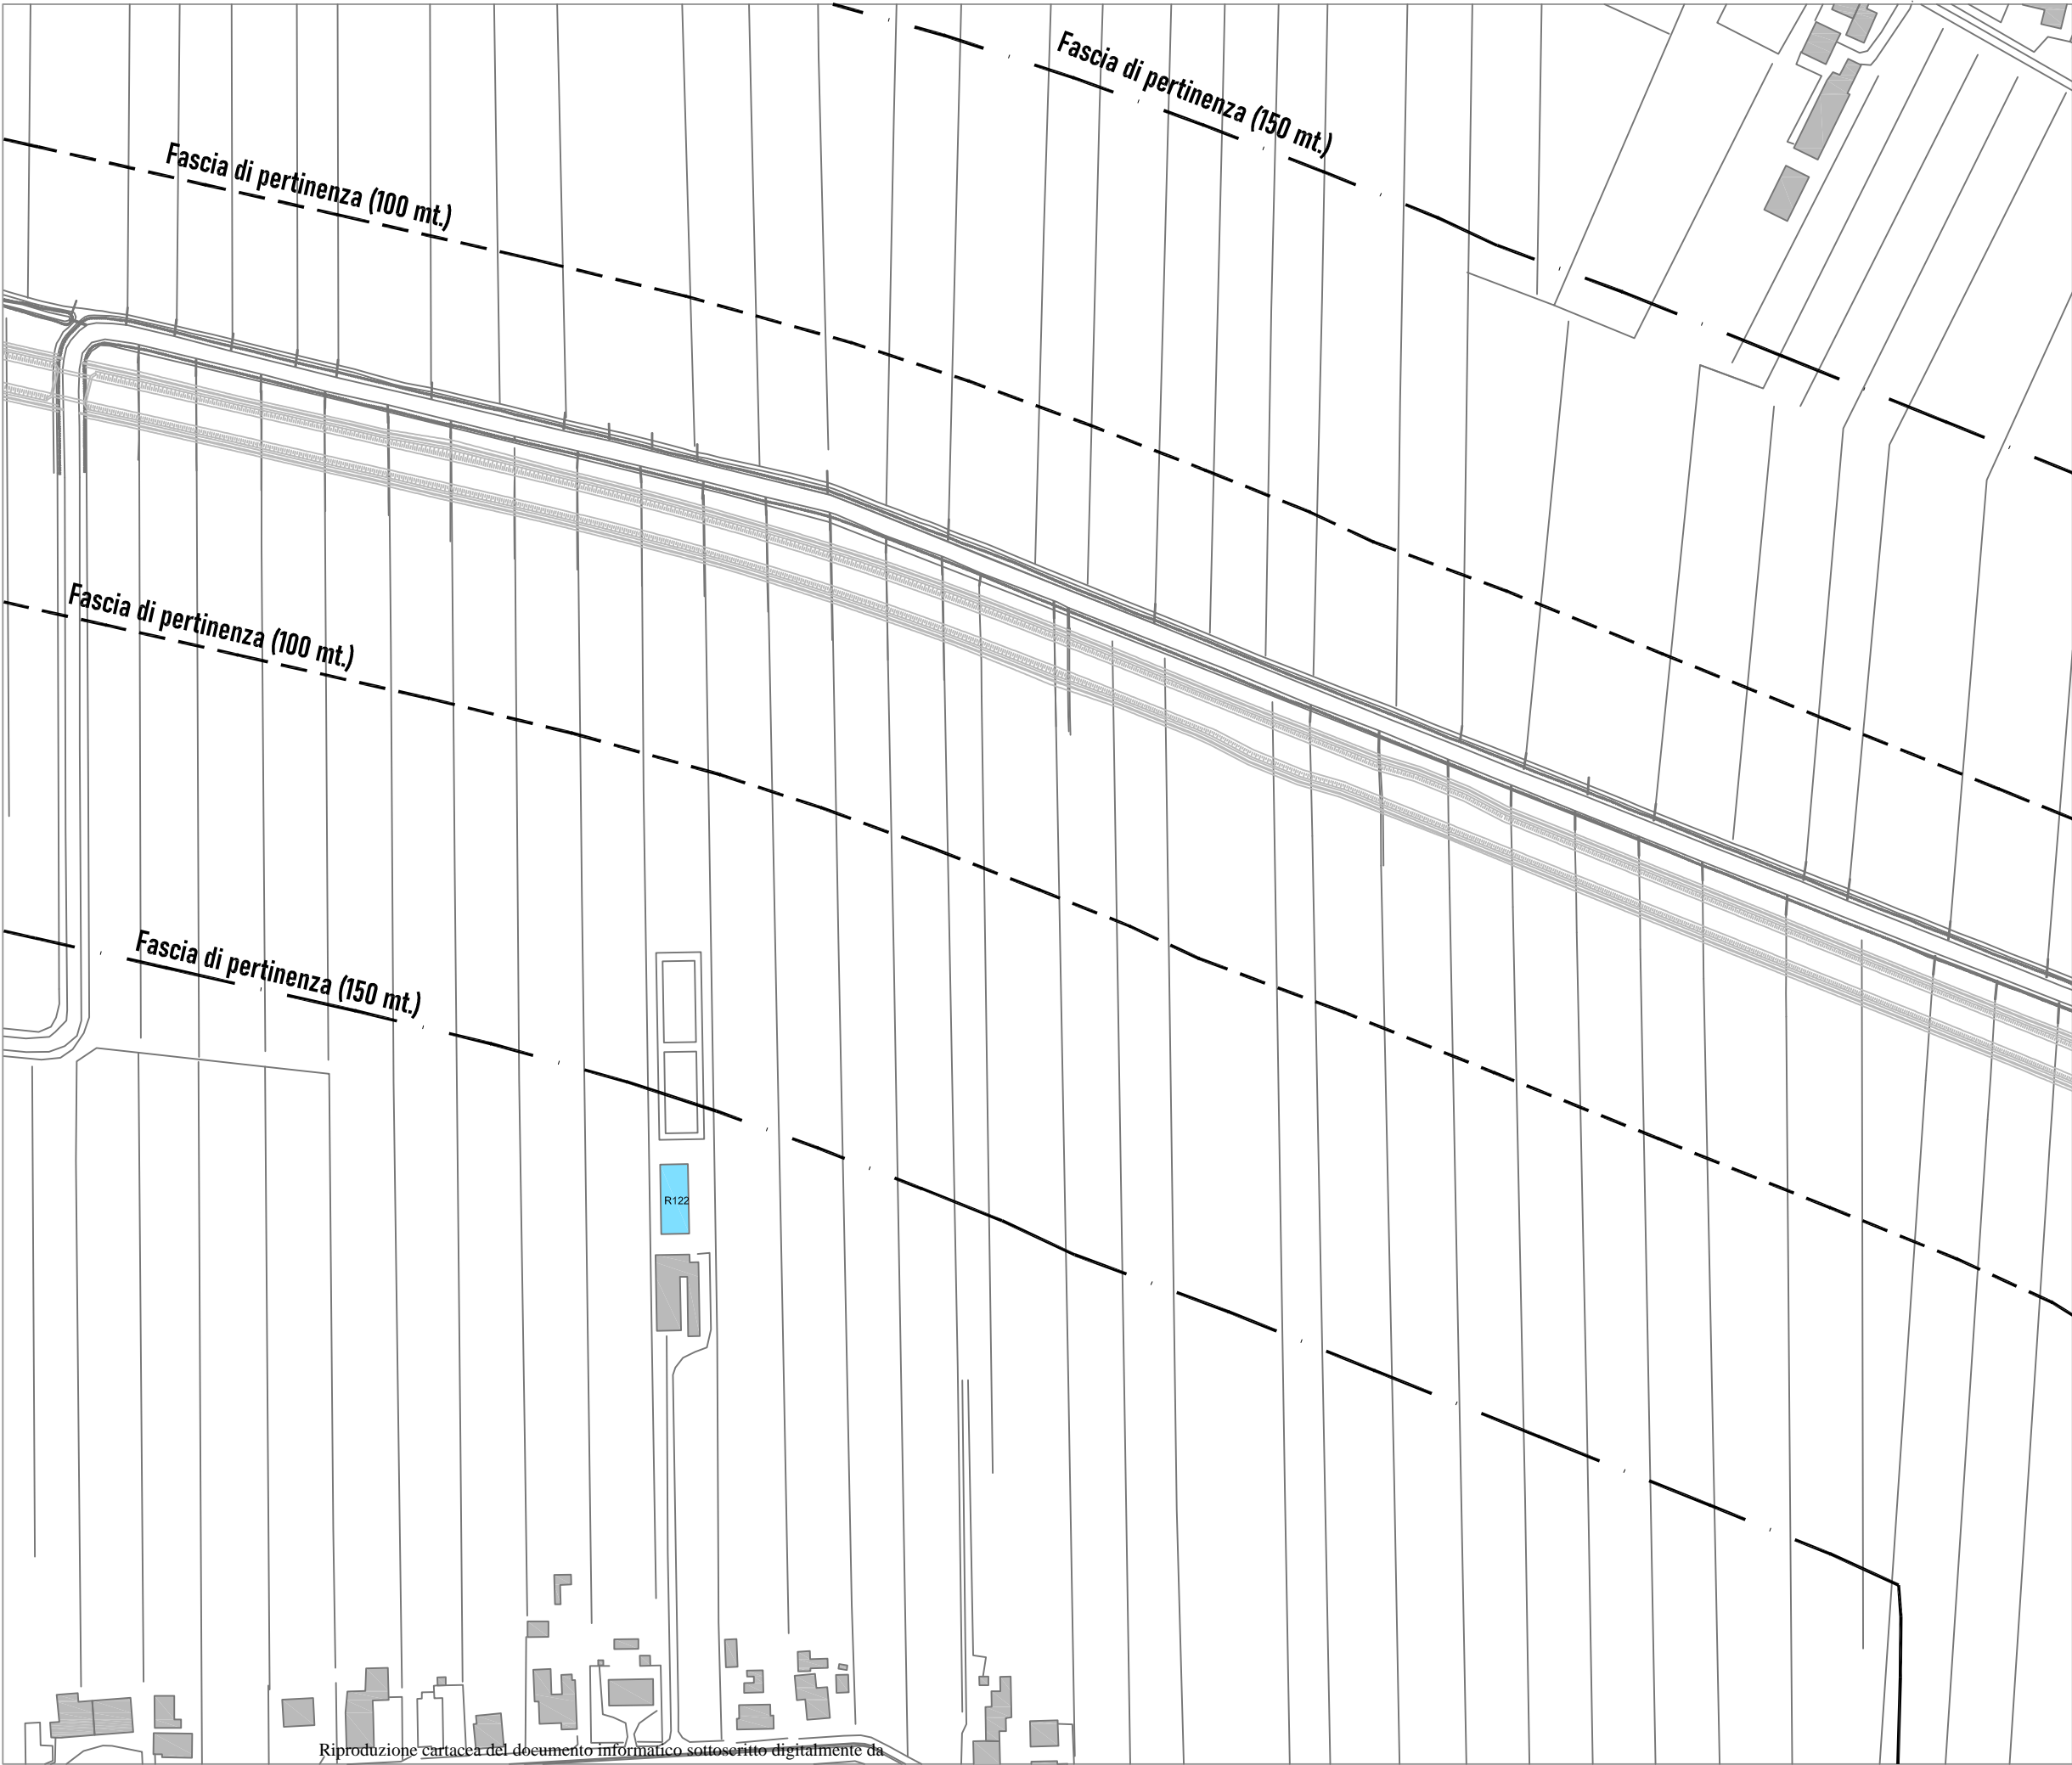 Fascia di pertinenza (150 mt.)
Fascia di pertinenza (100 mt.)
Fascia di pertinenza (100 mt.)
Fascia di pertinenza (150 mt.)
R122
Riproduzione cartacea del documento informatico sottoscritto digitalmente da